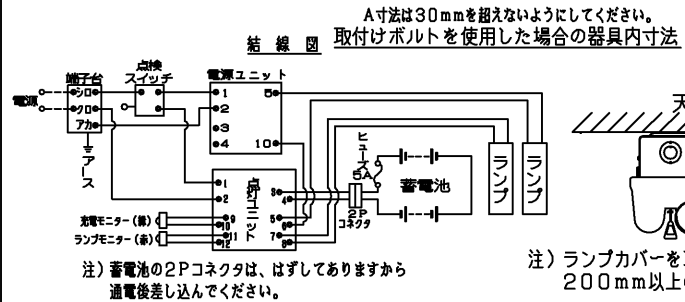 A寸法は30mmを超えないようにしてください。
結線図
取付けボルトを使用した場合の器具内寸法
電源
端子台
シロ
クロ
アカ
アース
点検
スイッチ
電源ユニット
1
2
3
4
5
10
点灯ユニット
1
2
9
10
11
12
3
4
5
6
7
8
充電モニター(緑)
ランプモニター(赤)
ヒューズ
5A
2P
コネクタ
蓄電池
ランプ
ランプ
天
注)蓄電池の2Pコネクタは、はずしてありますから
通電後差し込んでください。
注)ランプカバーを
200mm以上